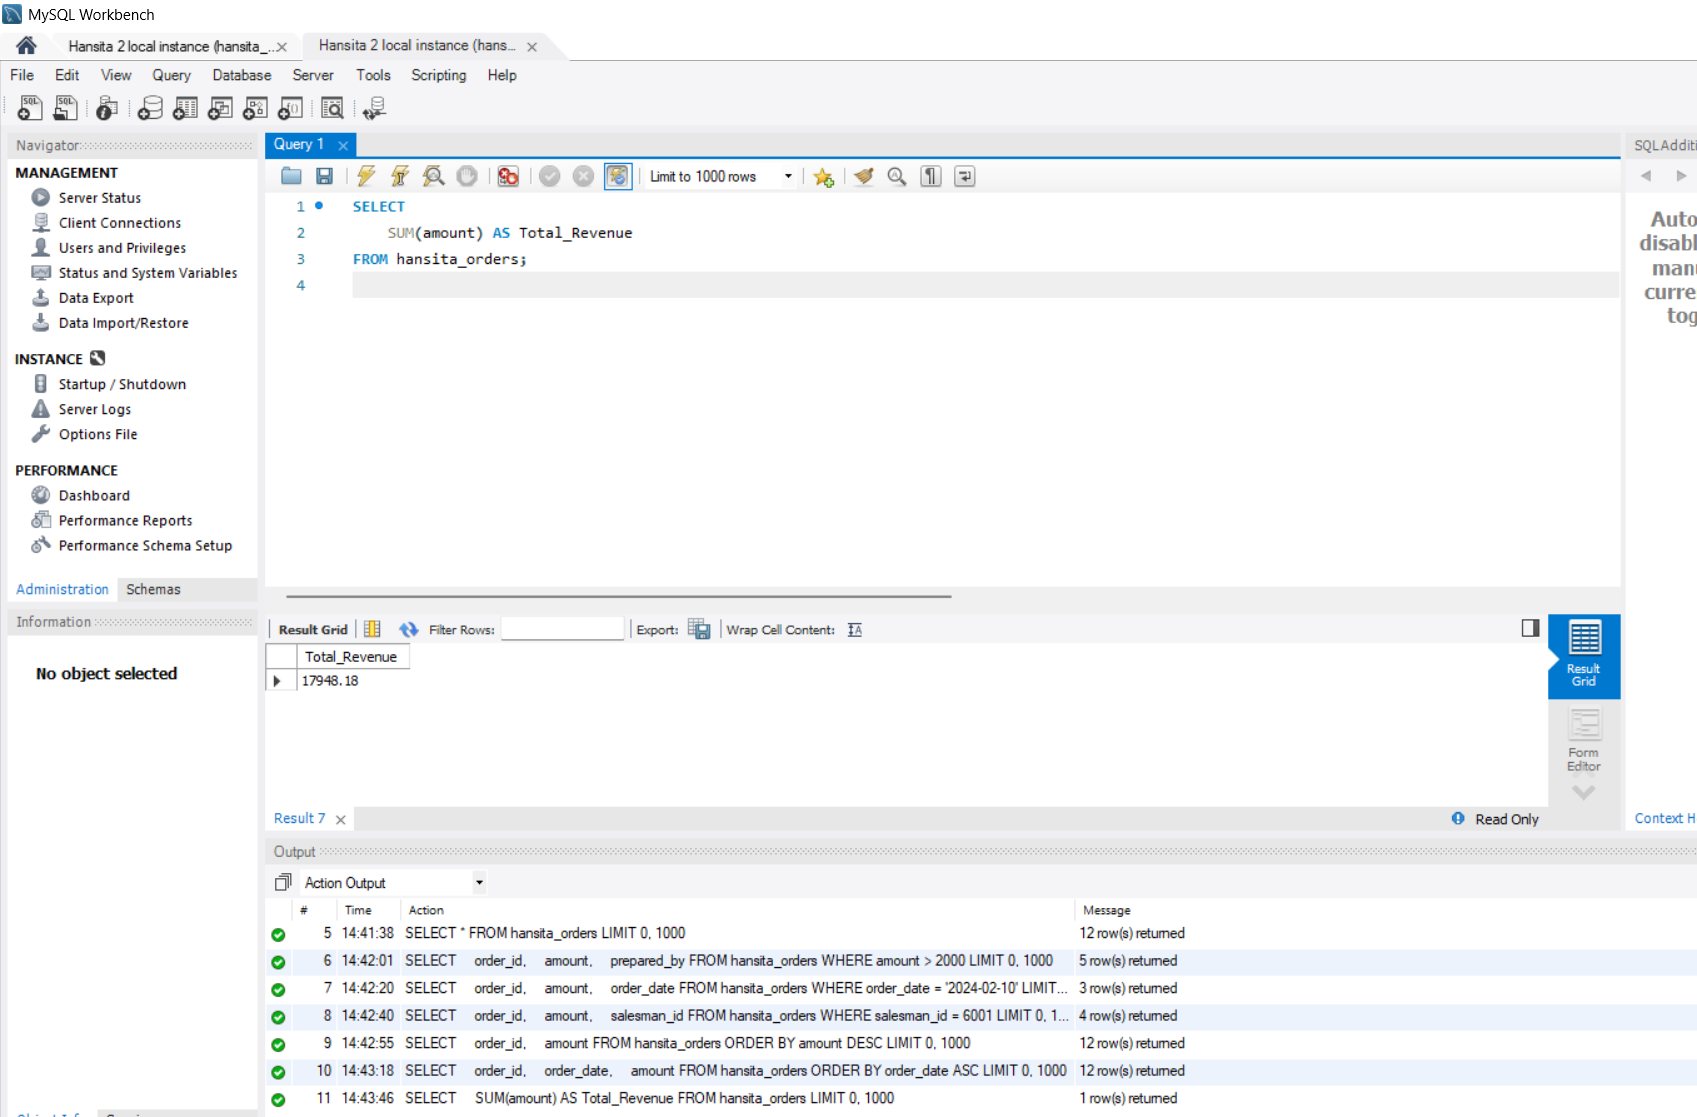 MySQL Workbench
Hansita 2 local instance (hansita_...
Hansita 2 local instance (hans...
File Edit View Query Database Server Tools Scripting Help
Navigator
MANAGEMENT
Server Status
Client Connections
Users and Privileges
Status and System Variables
Data Export
Data Import/Restore
INSTANCE
Startup / Shutdown
Server Logs
Options File
PERFORMANCE
Dashboard
Performance Reports
Performance Schema Setup
Administration Schemas
Information
No object selected
Query 1
Limit to 1000 rows
1 SELECT
2 SUM(amount) AS Total_Revenue
3 FROM hansita_orders;
4
Result Grid Filter Rows: Export: Wrap Cell Content:
Total_Revenue
17948.18
Result Grid
Form Editor
Result 7
Read Only
SQLAdditi
Auto
disabl
manu
curre
tog
Context H
Output
Action Output
# Time Action Message
5 14:41:38 SELECT * FROM hansita_orders LIMIT 0, 1000 12 row(s) returned
6 14:42:01 SELECT order_id, amount, prepared_by FROM hansita_orders WHERE amount > 2000 LIMIT 0, 1000 5 row(s) returned
7 14:42:20 SELECT order_id, amount, order_date FROM hansita_orders WHERE order_date = '2024-02-10' LIMIT... 3 row(s) returned
8 14:42:40 SELECT order_id, amount, salesman_id FROM hansita_orders WHERE salesman_id = 6001 LIMIT 0, 1... 4 row(s) returned
9 14:42:55 SELECT order_id, amount FROM hansita_orders ORDER BY amount DESC LIMIT 0, 1000 12 row(s) returned
10 14:43:18 SELECT order_id, order_date, amount FROM hansita_orders ORDER BY order_date ASC LIMIT 0, 1000 12 row(s) returned
11 14:43:46 SELECT SUM(amount) AS Total_Revenue FROM hansita_orders LIMIT 0, 1000 1 row(s) returned